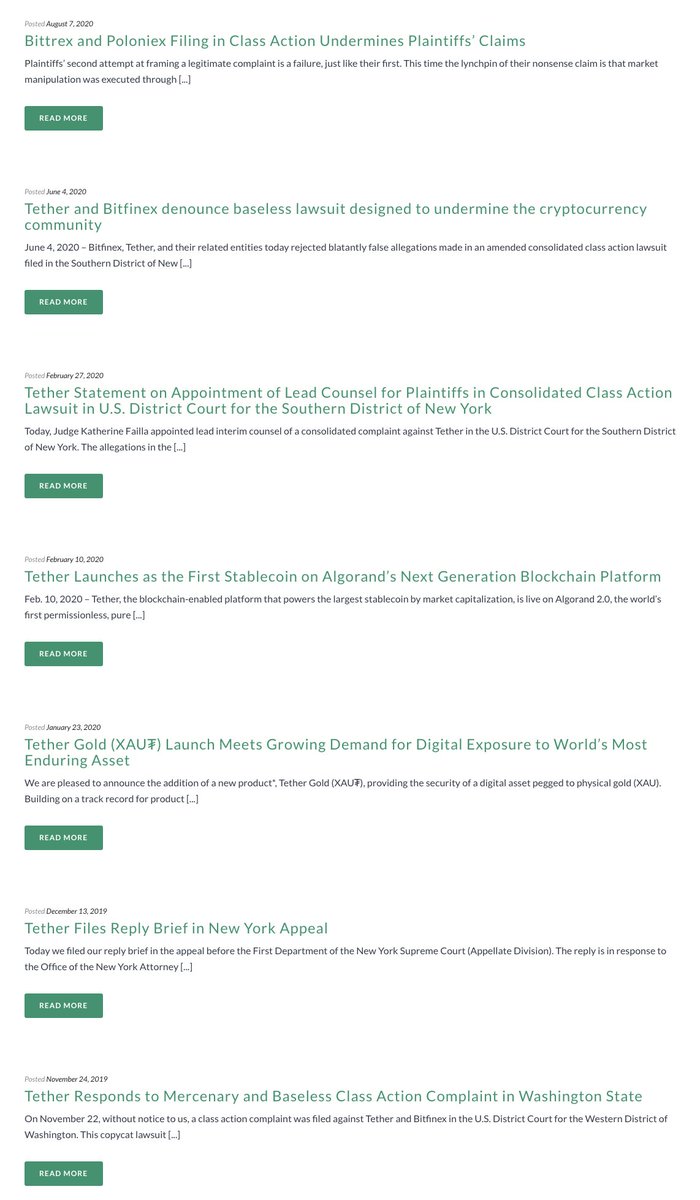 Posted August 7, 2020
Bittrex and Poloniex Filing in Class Action Undermines Plaintiffs’ Claims
Plaintiffs’ second attempt at framing a legitimate complaint is a failure, just like their first. This time the lynchpin of their nonsense claim is that market
manipulation was executed through [...]
READ MORE
Posted June 4, 2020
Tether and Bitfinex denounce baseless lawsuit designed to undermine the cryptocurrency
community
June 4, 2020 – Bitfinex, Tether, and their related entities today rejected blatantly false allegations made in an amended consolidated class action lawsuit
filed in the Southern District of New [...]
READ MORE
Posted February 27, 2020
Tether Statement on Appointment of Lead Counsel for Plaintiffs in Consolidated Class Action
Lawsuit in U.S. District Court for the Southern District of New York
Today, Judge Katherine Failla appointed lead interim counsel of a consolidated complaint against Tether in the U.S. District Court for the Southern District
of New York. The allegations in the [...]
READ MORE
Posted February 10, 2020
Tether Launches as the First Stablecoin on Algorand’s Next Generation Blockchain Platform
Feb. 10, 2020 – Tether, the blockchain-enabled platform that powers the largest stablecoin by market capitalization, is live on Algorand 2.0, the world’s
first permissionless, pure [...]
READ MORE
Posted January 23, 2020
Tether Gold (XAU₮) Launch Meets Growing Demand for Digital Exposure to World’s Most
Enduring Asset
We are pleased to announce the addition of a new product*, Tether Gold (XAU₮), providing the security of a digital asset pegged to physical gold (XAU).
Building on a track record for product [...]
READ MORE
Posted December 13, 2019
Tether Files Reply Brief in New York Appeal
Today we filed our reply brief in the appeal before the First Department of the New York Supreme Court (Appellate Division). The reply is in response to
the Office of the New York Attorney [...]
READ MORE
Posted November 24, 2019
Tether Responds to Mercenary and Baseless Class Action Complaint in Washington State
On November 22, without notice to us, a class action complaint was filed against Tether and Bitfinex in the U.S. District Court for the Western District of
Washington. This copycat lawsuit [...]
READ MORE